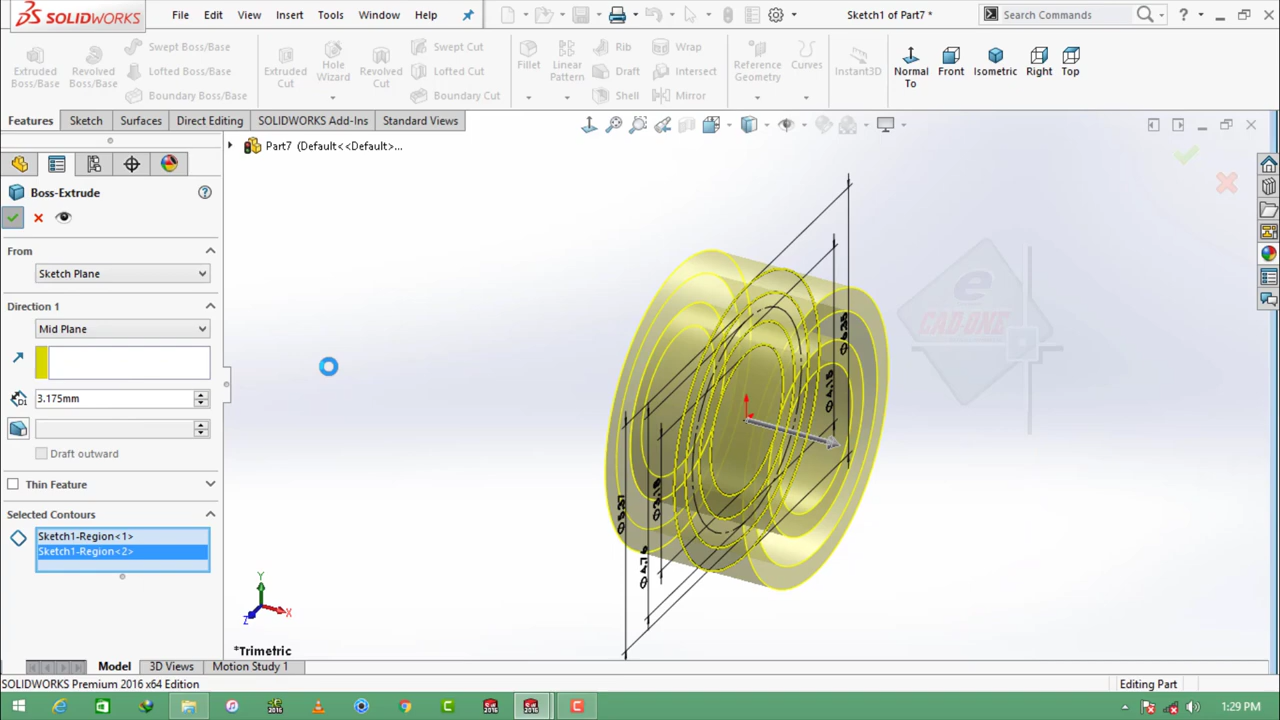 SOLIDWORKS
File Edit View Insert Tools Window Help
Sketch1 of Part7 *
Search Commands
Extruded Boss/Base
Revolved Boss/Base
Swept Boss/Base
Lofted Boss/Base
Boundary Boss/Base
Extruded Cut
Hole Wizard
Revolved Cut
Swept Cut
Lofted Cut
Boundary Cut
Fillet
Linear Pattern
Rib
Draft
Shell
Wrap
Intersect
Mirror
Reference Geometry
Curves
Instant3D
Normal To
Front
Isometric
Right
Top
Features Sketch Surfaces Direct Editing SOLIDWORKS Add-Ins Standard Views
Part7 (Default<<Default>...
Boss-Extrude
From
Sketch Plane
Direction 1
Mid Plane
3.175mm
Draft outward
Thin Feature
Selected Contours
Sketch1-Region<1>
Sketch1-Region<2>
e
CAD-ONE
Y
X
Z
*Trimetric
Model 3D Views Motion Study 1
SOLIDWORKS Premium 2016 x64 Edition
Editing Part
1:29 PM